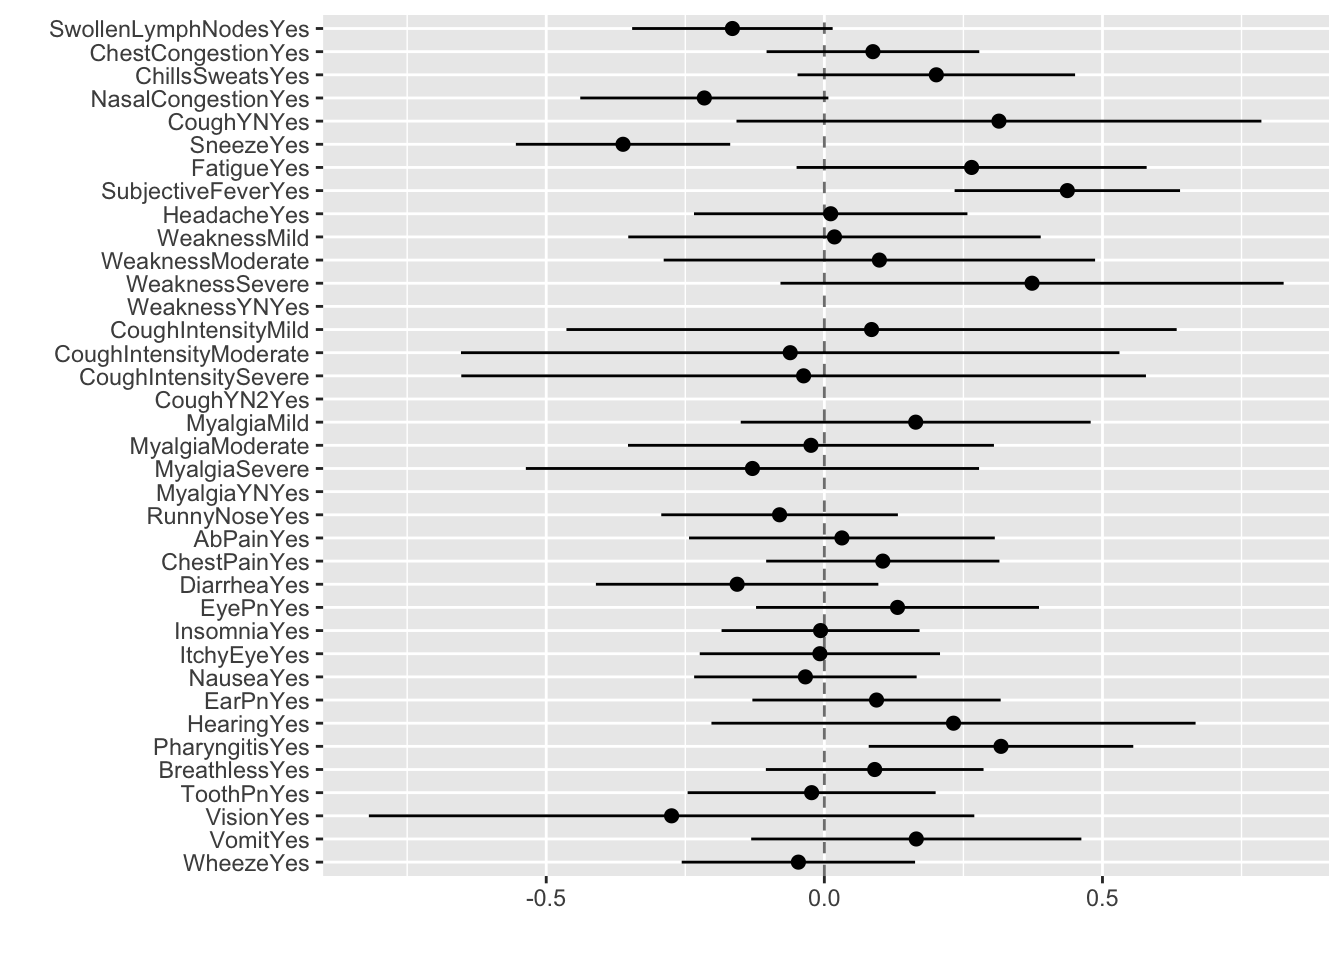 SwollenLymphNodesYes
ChestCongestionYes
ChillsSweatsYes
NasalCongestionYes
CoughYNYes
SneezeYes
FatigueYes
SubjectiveFeverYes
HeadacheYes
WeaknessMild
WeaknessModerate
WeaknessSevere
WeaknessYNYes
CoughIntensityMild
CoughIntensityModerate
CoughIntensitySevere
CoughYN2Yes
MyalgiaMild
MyalgiaModerate
MyalgiaSevere
MyalgiaYNYes
RunnyNoseYes
AbPainYes
ChestPainYes
DiarrheaYes
EyePnYes
InsomniaYes
ItchyEyeYes
NauseaYes
EarPnYes
HearingYes
PharyngitisYes
BreathlessYes
ToothPnYes
VisionYes
VomitYes
WheezeYes
-0.5 0.0 0.5